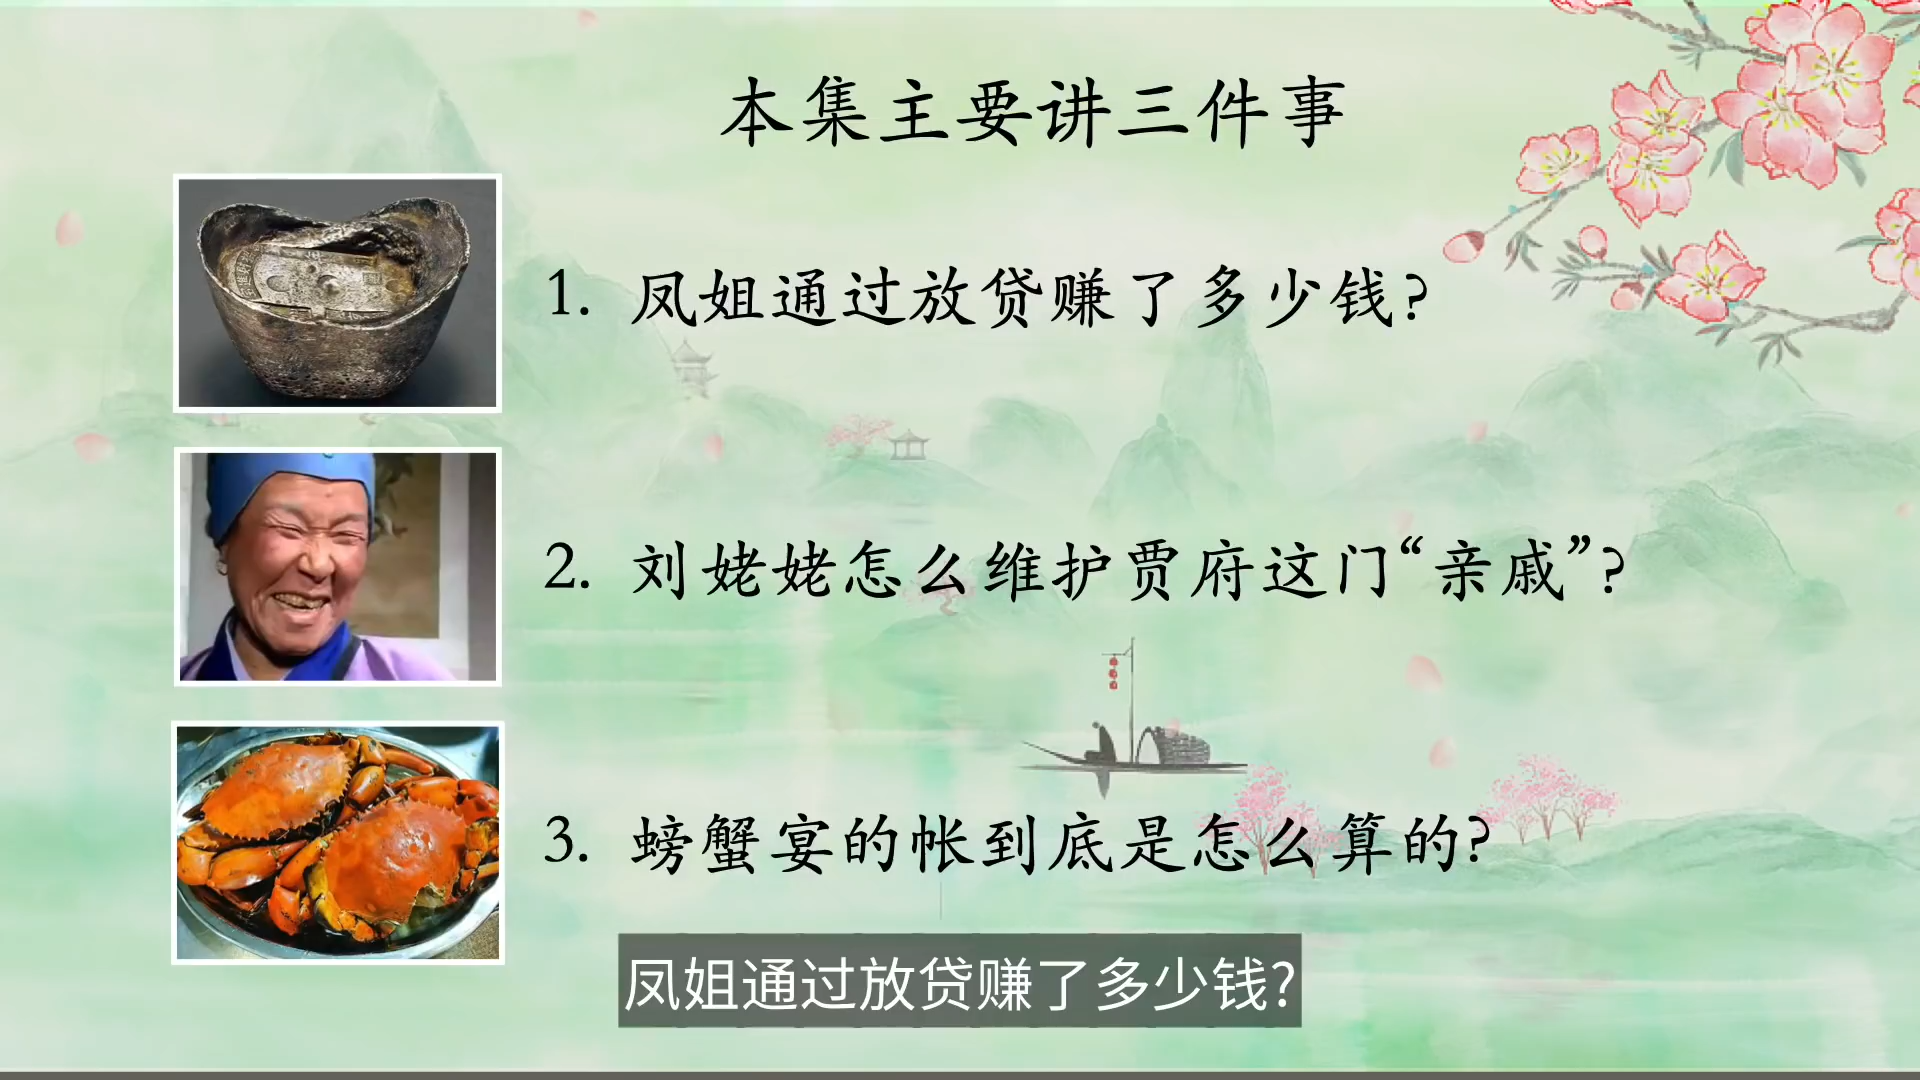 本集主要讲三件事
1. 凤姐通过放贷赚了多少钱?
2. 刘姥姥怎么维护贾府这门“亲戚”?
3. 螃蟹宴的帐到底是怎么算的?
凤姐通过放贷赚了多少钱?